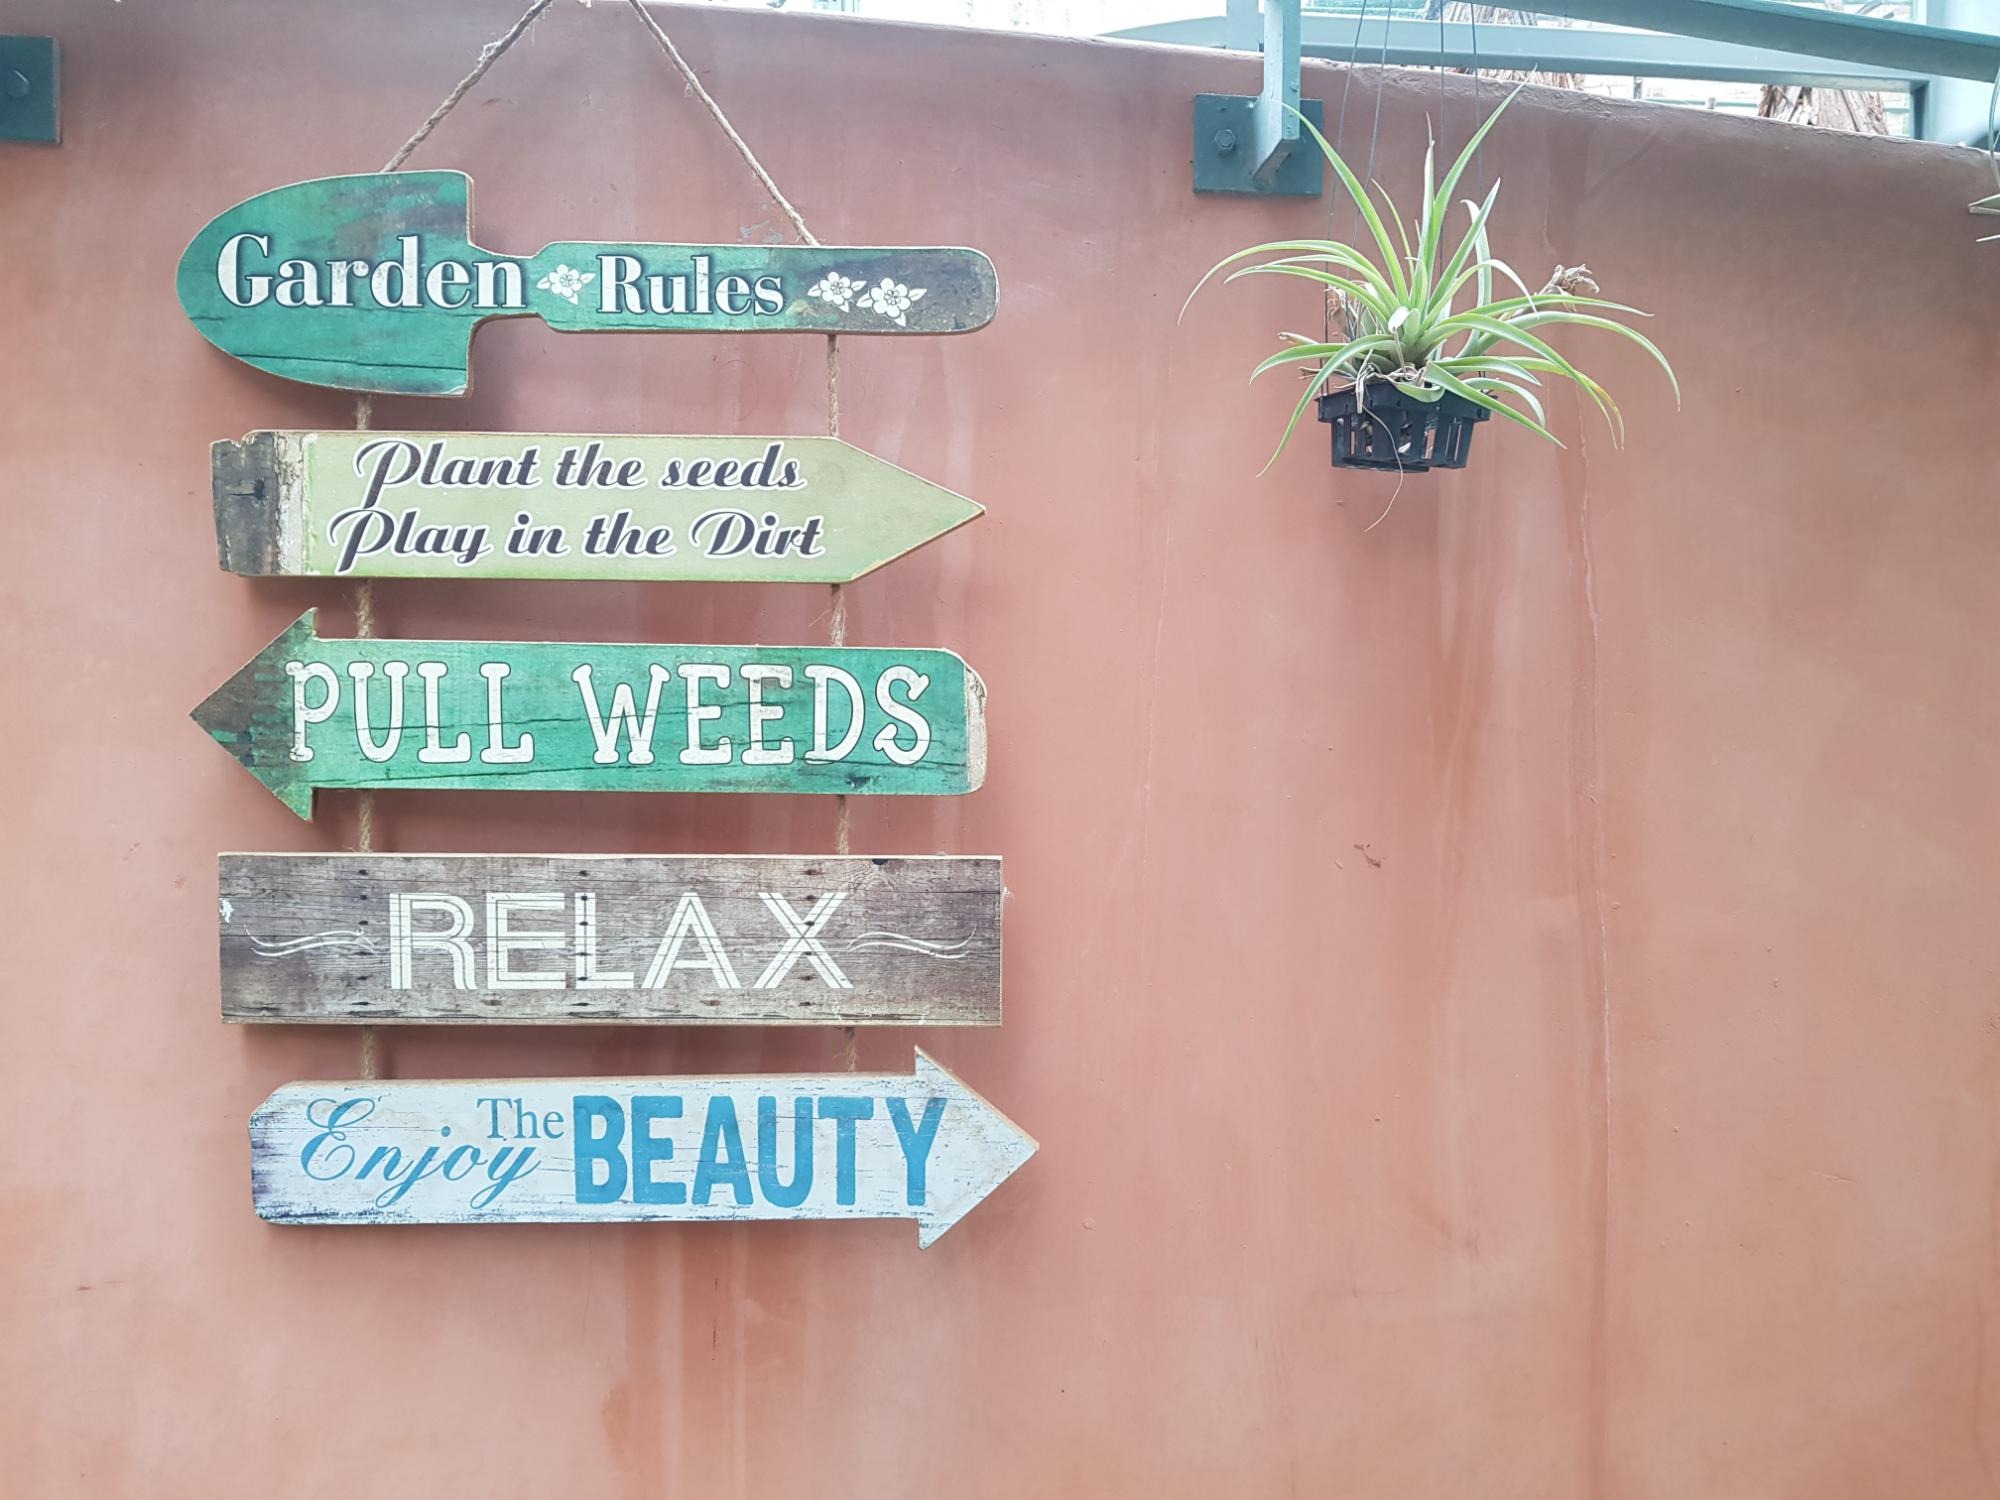 Garden Rules
Plant the seeds
Play in the Dirt
PULL WEEDS
RELAX
Enjoy The BEAUTY